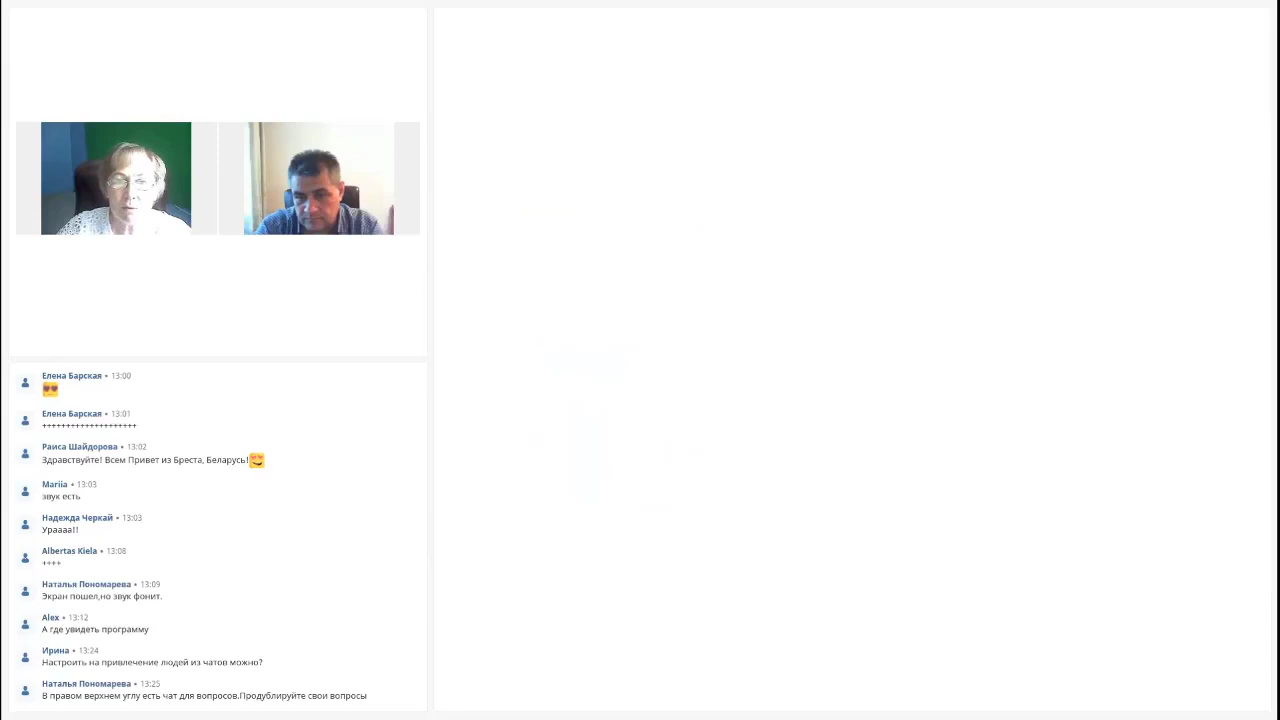 Елена Барская • 13:00
Елена Барская • 13:01
++++++++++++++++++++
Раиса Шайдорова • 13:02
Здравствуйте! Всем Привет из Бреста, Беларусь!
Mariia • 13:03
звук есть
Надежда Черкай • 13:03
Ураааа!!
Albertas Kiela • 13:08
++++
Наталья Пономарева • 13:09
Экран пошел,но звук фонит.
Alex • 13:12
А где увидеть программу
Ирина • 13:24
Настроить на привлечение людей из чатов можно?
Наталья Пономарева • 13:25
В правом верхнем углу есть чат для вопросов.Продублируйте свои вопросы